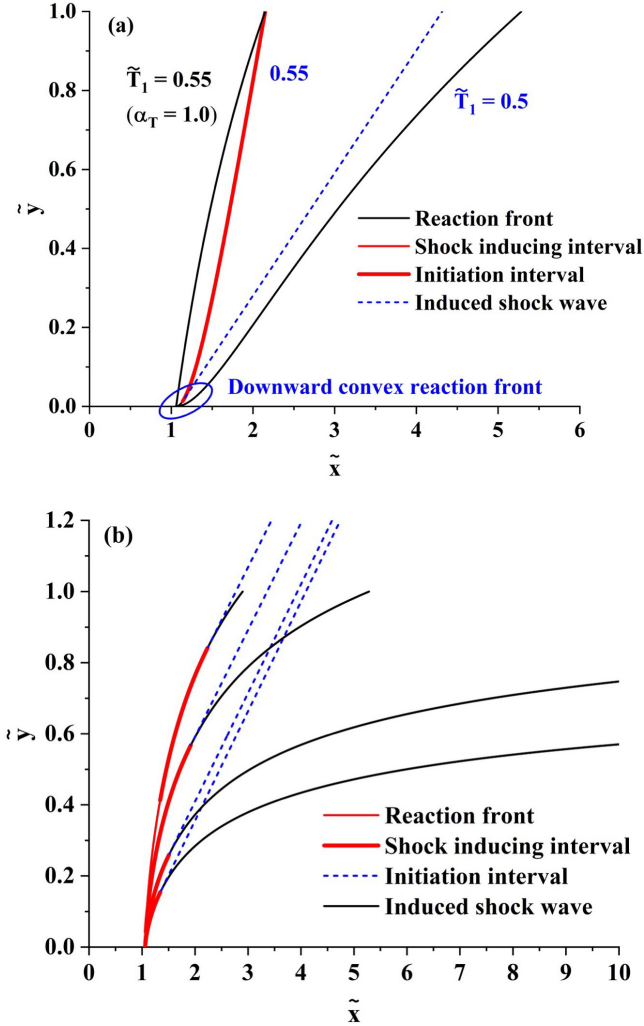 (a)
1.0
0.8
0.6
0.4
0.2
0.0
ỹ
T̃₁ = 0.55
(α_T = 1.0)
0.55
T̃₁ = 0.5
Reaction front
Shock inducing interval
Initiation interval
Induced shock wave
Downward convex reaction front
0 1 2 3 4 5 6
x̃
(b)
1.2
1.0
0.8
0.6
0.4
0.2
0.0
ỹ
Reaction front
Shock inducing interval
Initiation interval
Induced shock wave
0 1 2 3 4 5 6 7 8 9 10
x̃